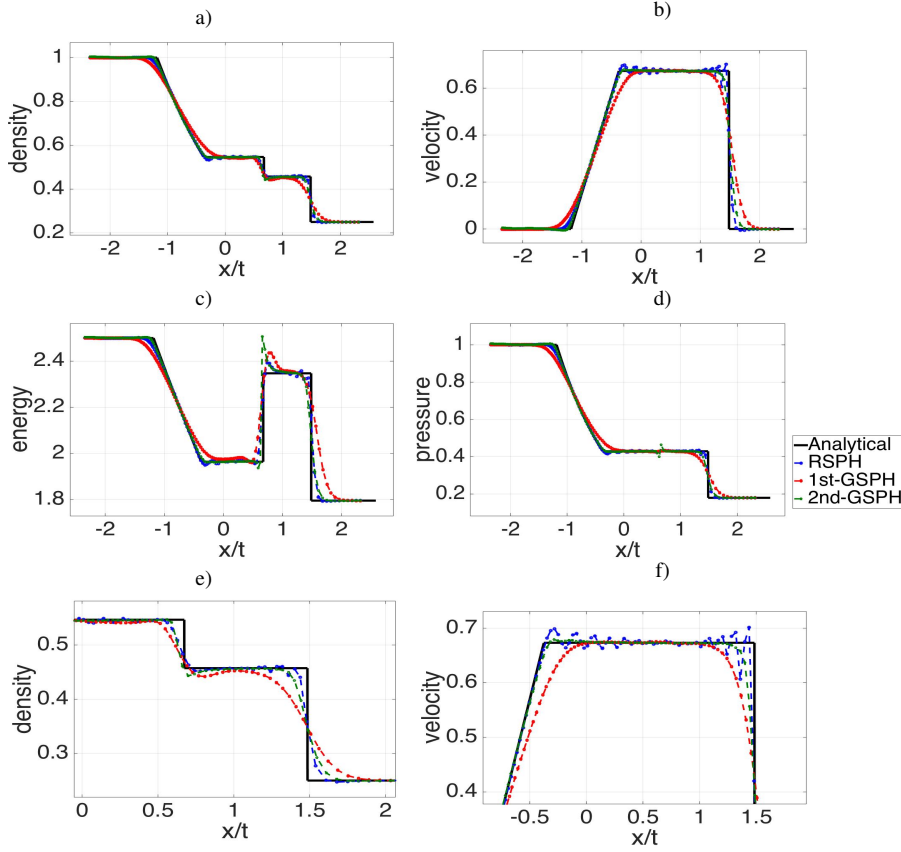 a)
1
0.8
0.6
0.4
0.2
density
-2 -1 0 1 2
x/t
b)
0.6
0.4
0.2
0
velocity
-2 -1 0 1 2
x/t
c)
2.4
2.2
2
1.8
energy
-2 -1 0 1 2
x/t
d)
1
0.8
0.6
0.4
0.2
pressure
-2 -1 0 1 2
x/t
Analytical
RSPH
1st-GSPH
2nd-GSPH
e)
0.5
0.4
0.3
density
0 0.5 1 1.5 2
x/t
f)
0.7
0.6
0.5
0.4
velocity
-0.5 0 0.5 1 1.5
x/t